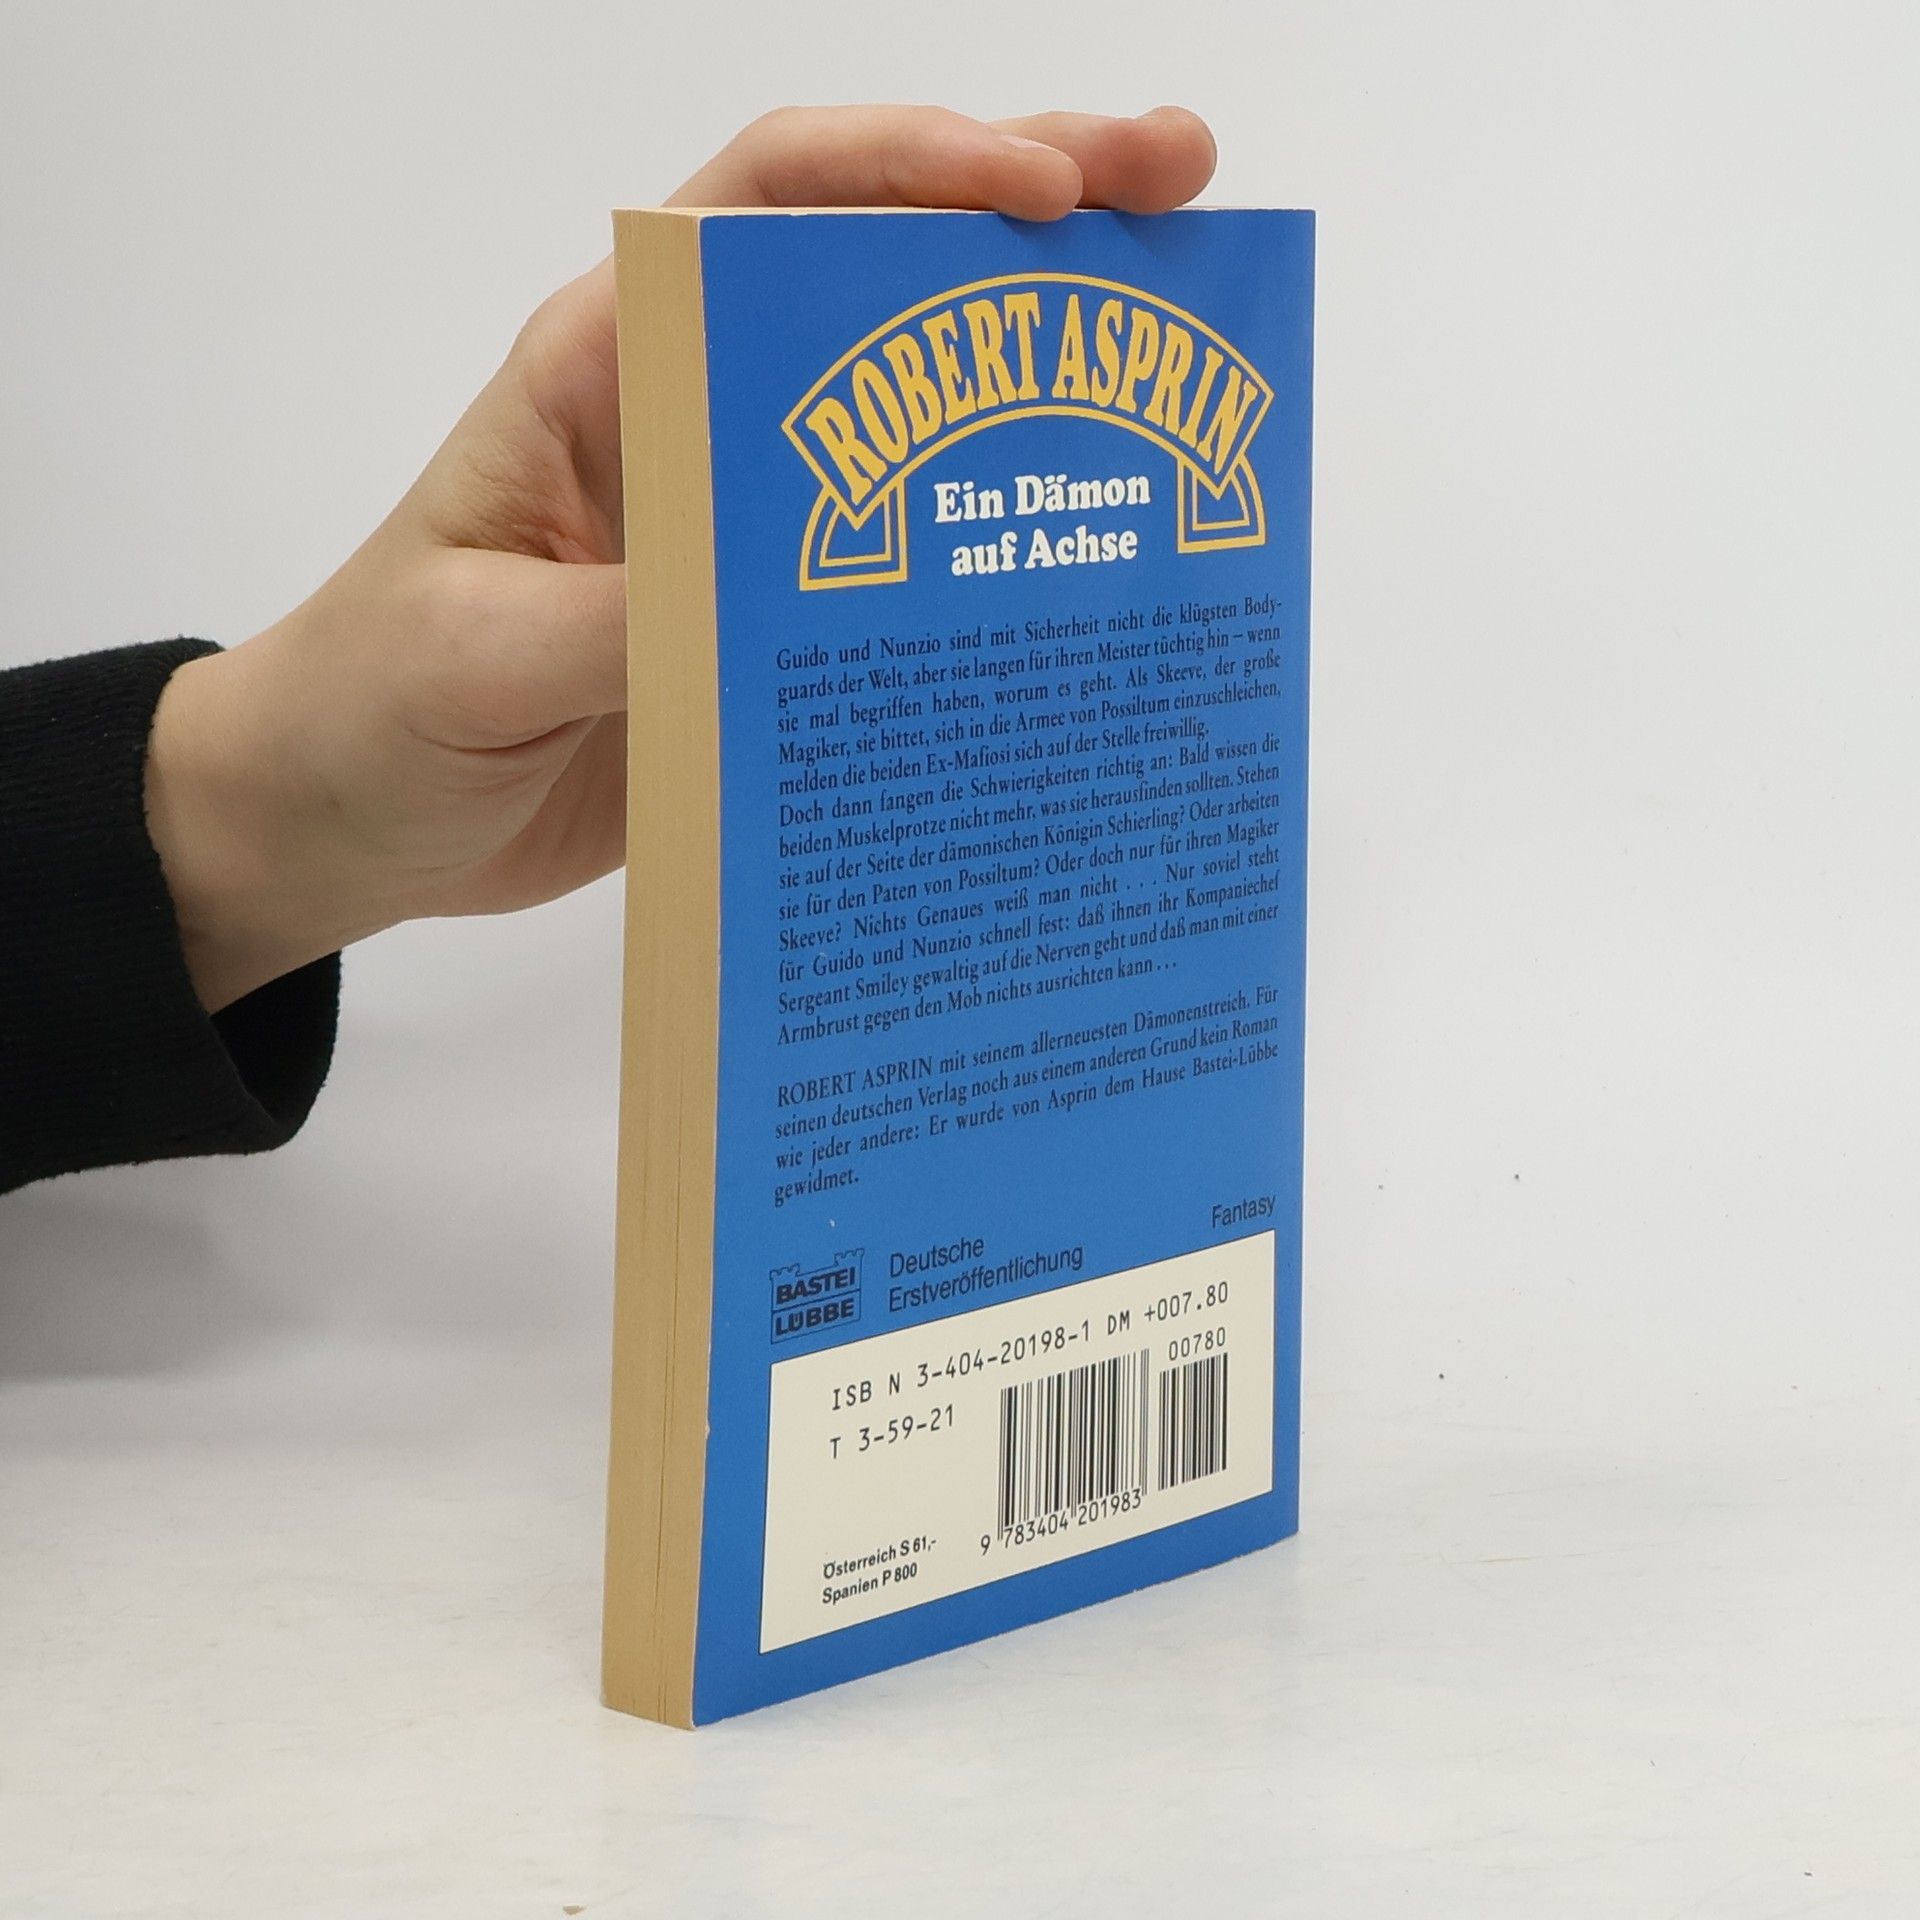 ROBERT ASPRIN
Ein Dämon
auf Achse
Guido und Nunzio sind mit Sicherheit nicht die klügsten Body-
guards der Welt, aber sie langen für ihren Meister tüchtig hin – wenn
sie mal begriffen haben, worum es geht. Als Skeeve, der große
Magiker, sie bittet, sich in die Armee von Possiltum einzuschleichen,
melden die beiden Ex-Mafiosi sich auf der Stelle freiwillig.
Doch dann fangen die Schwierigkeiten richtig an: Bald wissen die
beiden Muskelprotze nicht mehr, was sie herausfinden sollten. Stehen
sie auf der Seite der dämonischen Königin Schierling? Oder arbeiten
sie für den Paten von Possiltum? Oder doch nur für ihren Magiker
Skeeve? Nichts Genaues weiß man nicht . . . Nur soviel steht
für Guido und Nunzio schnell fest: daß ihnen ihr Kompaniechef
Sergeant Smiley gewaltig auf die Nerven geht und daß man mit einer
Armbrust gegen den Mob nichts ausrichten kann . . .
ROBERT ASPRIN mit seinem allerneuesten Dämonenstreich. Für
seinen deutschen Verlag noch aus einem anderen Grund kein Roman
wie jeder andere: Er wurde von Asprin dem Hause Bastei-Lübbe
gewidmet.
Fantasy
BASTEI
LÜBBE
Deutsche
Erstveröffentlichung
ISB N 3-404-20198-1 DM +007.80
00780
T 3-59-21
9 783404 201983
Österreich S 61,-
Spanien P 800